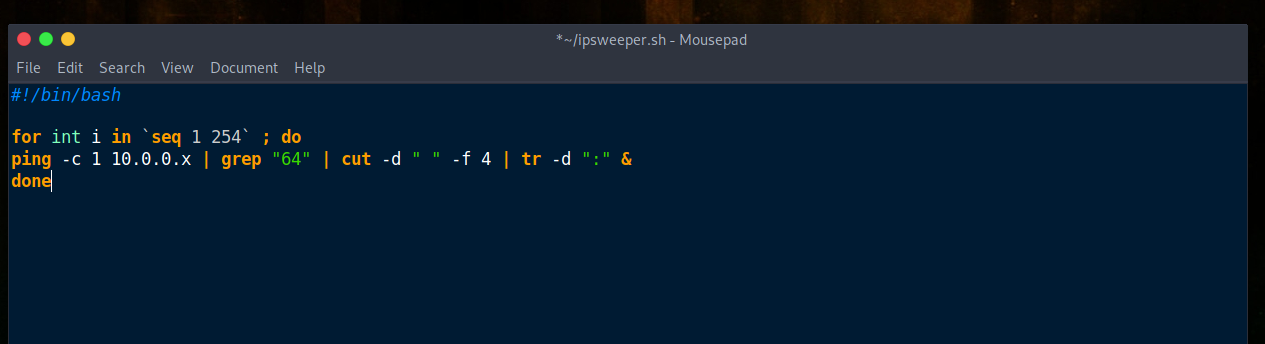 *~/ipsweeper.sh - Mousepad
File Edit Search View Document Help
#!/bin/bash
for int i in `seq 1 254` ; do
ping -c 1 10.0.0.x | grep "64" | cut -d " " -f 4 | tr -d ":" &
done